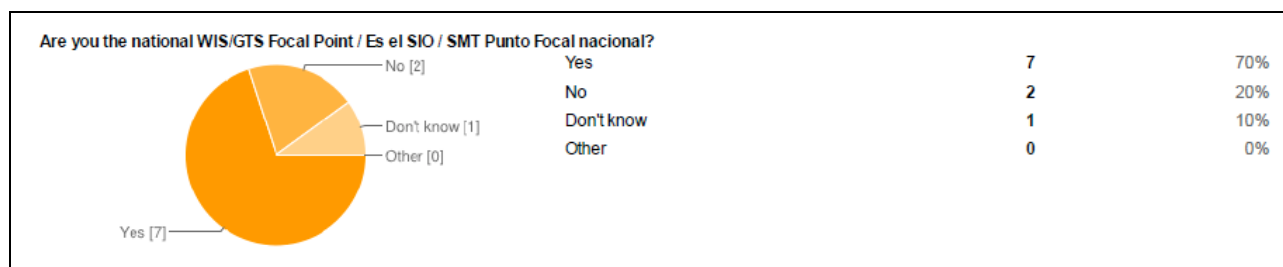 Are you the national WIS/GTS Focal Point / Es el SIO / SMT Punto Focal nacional?
No [2]
Don't know [1]
Other [0]
Yes [7]
Yes 7 70%
No 2 20%
Don't know 1 10%
Other 0 0%